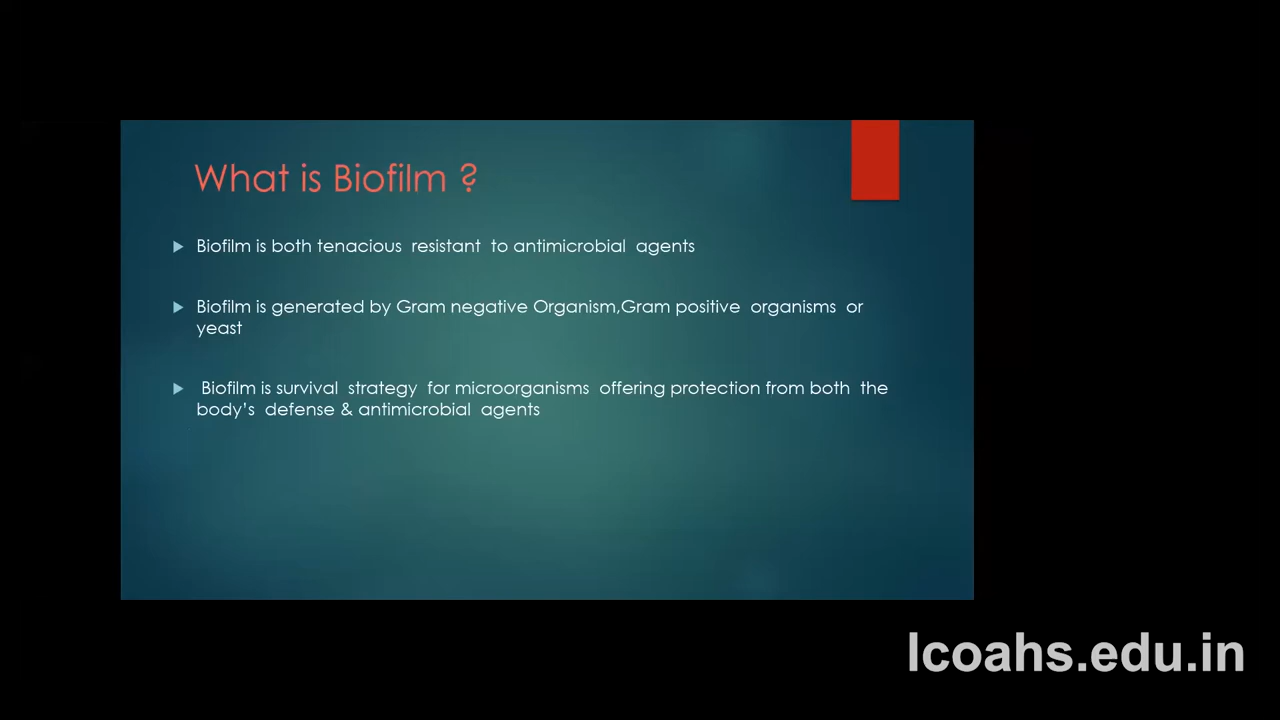 What is Biofilm ?
Biofilm is both tenacious resistant to antimicrobial agents
Biofilm is generated by Gram negative Organism,Gram positive organisms or
yeast
Biofilm is survival strategy for microorganisms offering protection from both the
body's defense & antimicrobial agents
lcoahs.edu.in